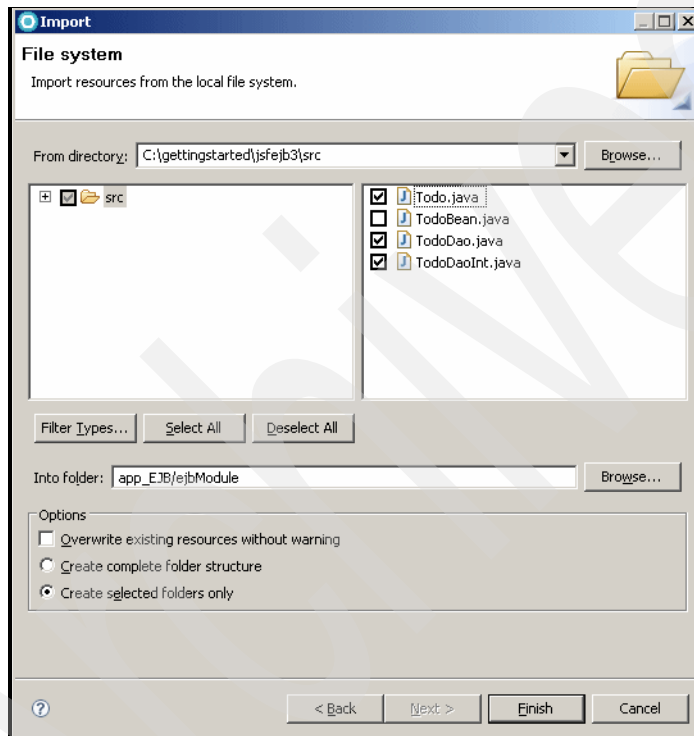 Import
File system
Import resources from the local file system.
From directory: C:\gettingstarted\jsfejb3\src Browse...
src
Todo.java
TodoBean.java
TodoDao.java
TodoDaoInt.java
Filter Types... Select All Deselect All
Into folder: app_EJB/ejbModule Browse...
Options
Overwrite existing resources without warning
Create complete folder structure
Create selected folders only
? < Back Next > Finish Cancel